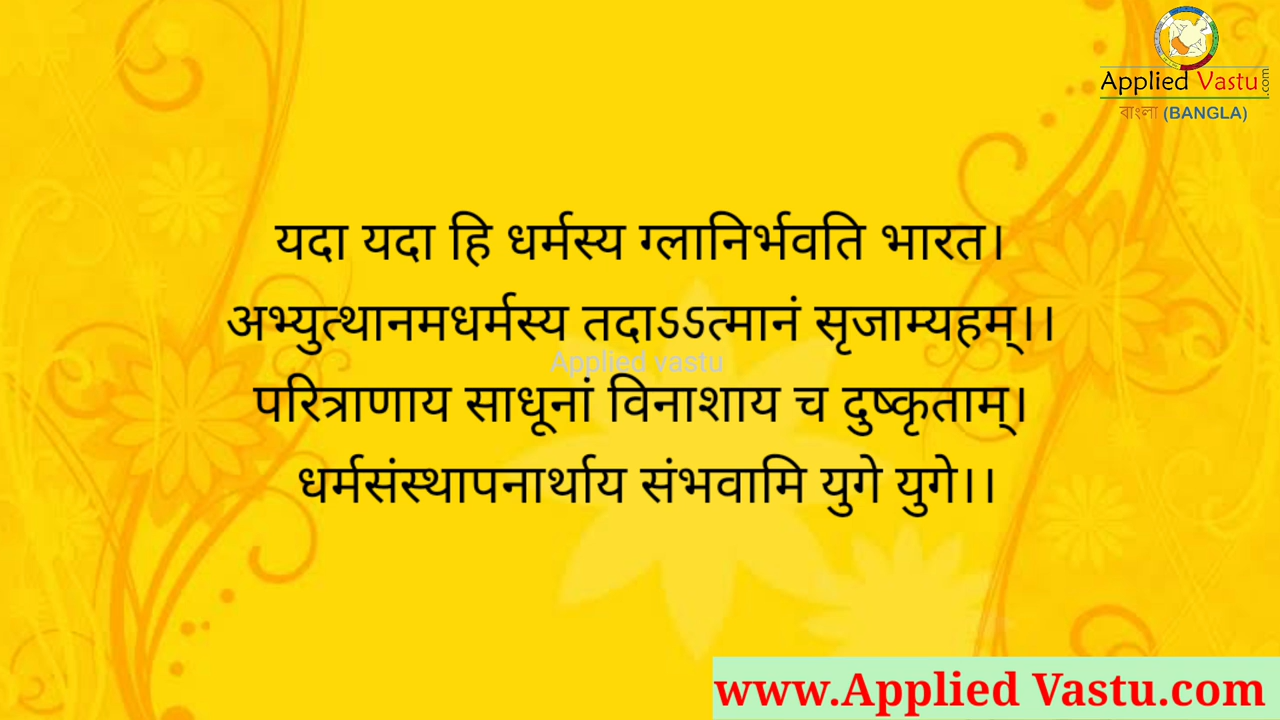 Applied Vastu.com
বাংলা (BANGLA)
यदा यदा हि धर्मस्य ग्लानिर्भवति भारत।
अभ्युत्थानमधर्मस्य तदाऽऽत्मानं सृजाम्यहम्।।
Applied vastu
परित्राणाय साधूनां विनाशाय च दुष्कृताम्।
धर्मसंस्थापनार्थाय संभवामि युगे युगे।।
www.Applied Vastu.com